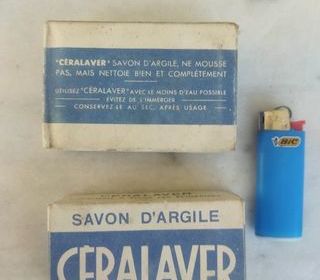 "CÉRALAVER" SAVON D'ARGILE, NE MOUSSE
PAS, MAIS NETTOIE BIEN ET COMPLÈTEMENT
UTILISEZ "CÉRALAVER" AVEC LE MOINS D'EAU POSSIBLE
ÉVITEZ DE L'IMMERGER
CONSERVEZ-LE AU SEC, APRÈS USAGE
BIC
CÉRALAVER
SAVON D'ARGILE
CÉRALAVER